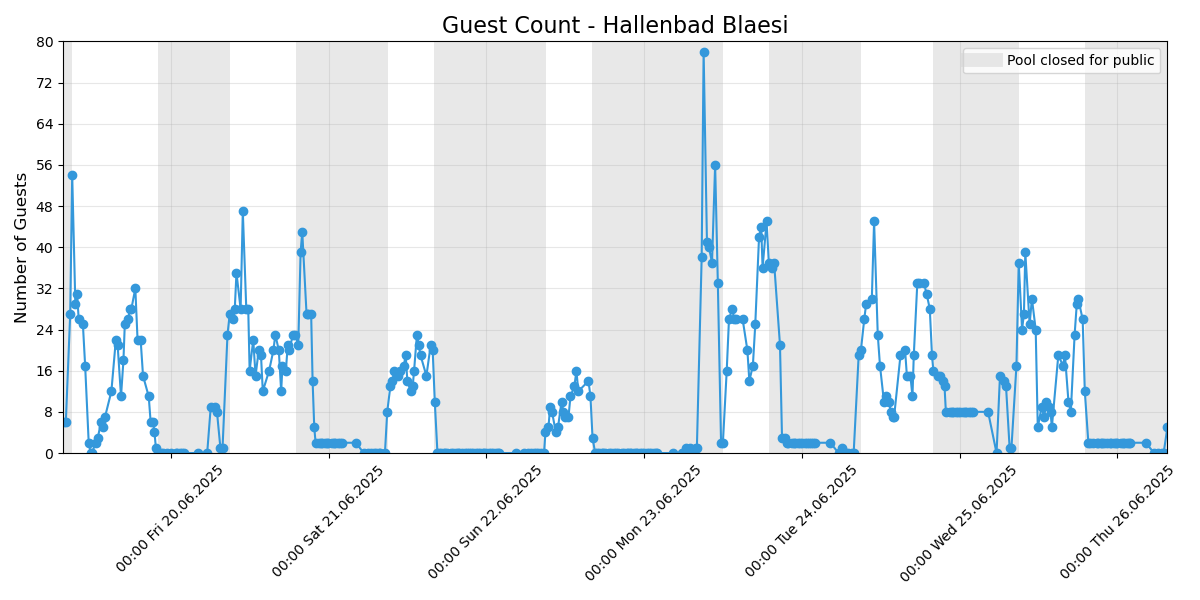 Guest Count - Hallenbad Blaesi
Pool closed for public
Number of Guests
80
72
64
56
48
40
32
24
16
8
0
00:00 Fri 20.06.2025
00:00 Sat 21.06.2025
00:00 Sun 22.06.2025
00:00 Mon 23.06.2025
00:00 Tue 24.06.2025
00:00 Wed 25.06.2025
00:00 Thu 26.06.2025